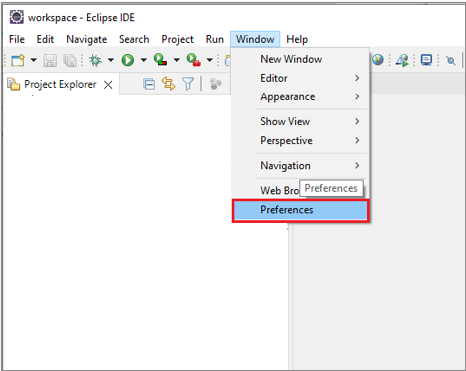 workspace - Eclipse IDE
File Edit Navigate Search Project Run Window Help
Project Explorer
New Window
Editor
Appearance
Show View
Perspective
Navigation
Web Bro
Preferences
Preferences